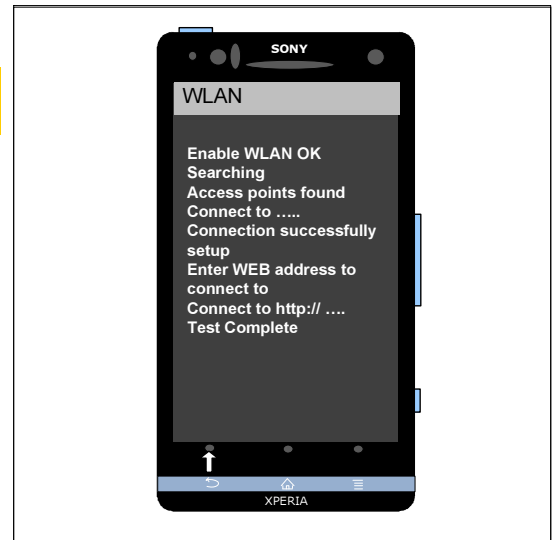 SONY
WLAN
Enable WLAN OK
Searching
Access points found
Connect to …..
Connection successfully
setup
Enter WEB address to
connect to
Connect to http:// ….
Test Complete
XPERIA